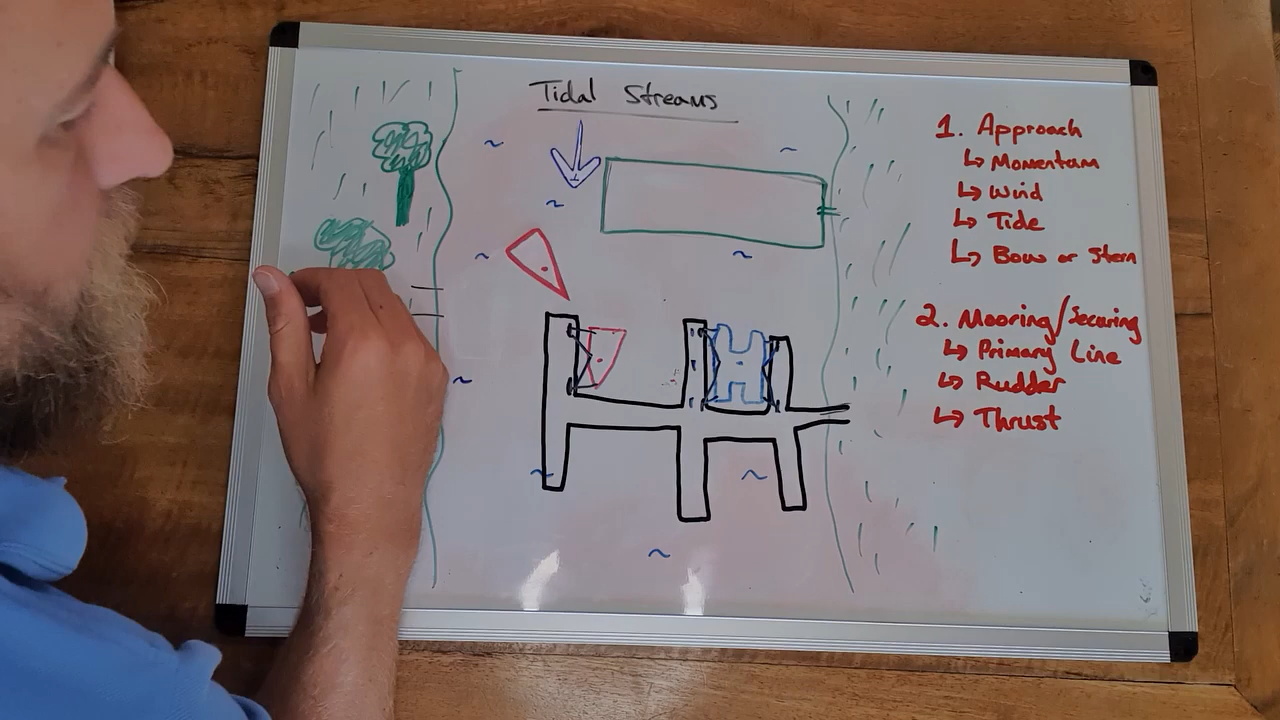 Tidal Streams
1. Approach
↳ Momentum
↳ Wind
↳ Tide
↳ Bow or Stern
2. Mooring/Securing
↳ Primary Line
↳ Rudder
↳ Thrust